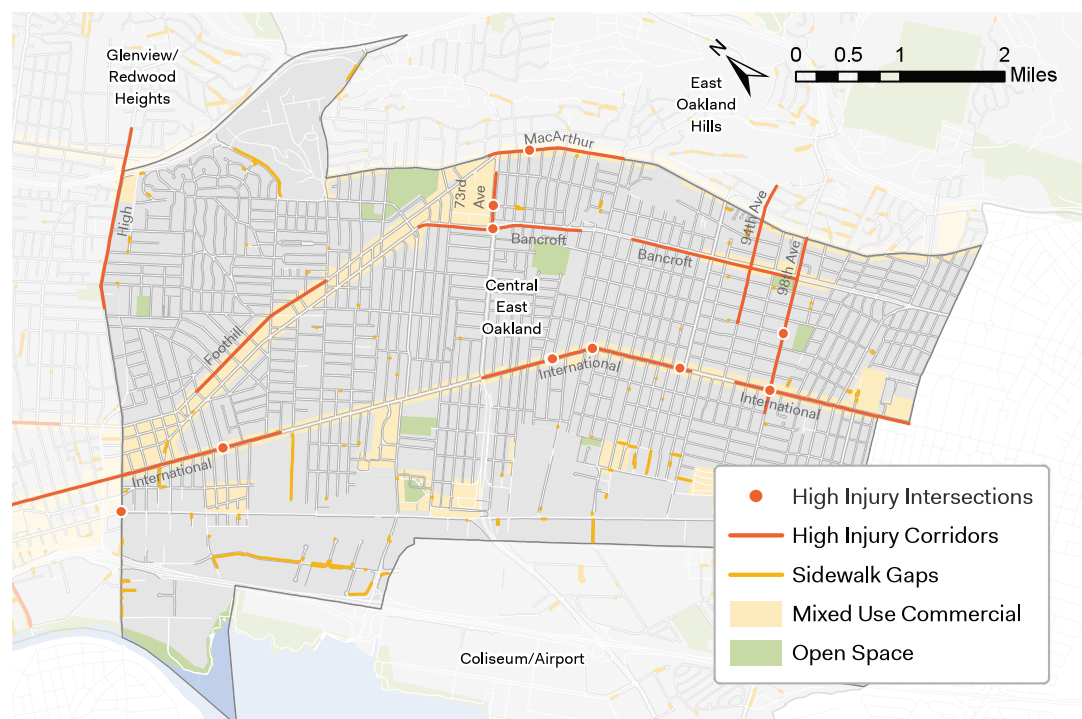 Glenview/
Redwood
Heights
N
0 0.5 1 2
Miles
East
Oakland
Hills
MacArthur
73rd
Ave
High
94th Ave
Bancroft
Bancroft
98th Ave
Central
East
Oakland
Foothill
International
International
International
High Injury Intersections
High Injury Corridors
Sidewalk Gaps
Mixed Use Commercial
Open Space
Coliseum/Airport